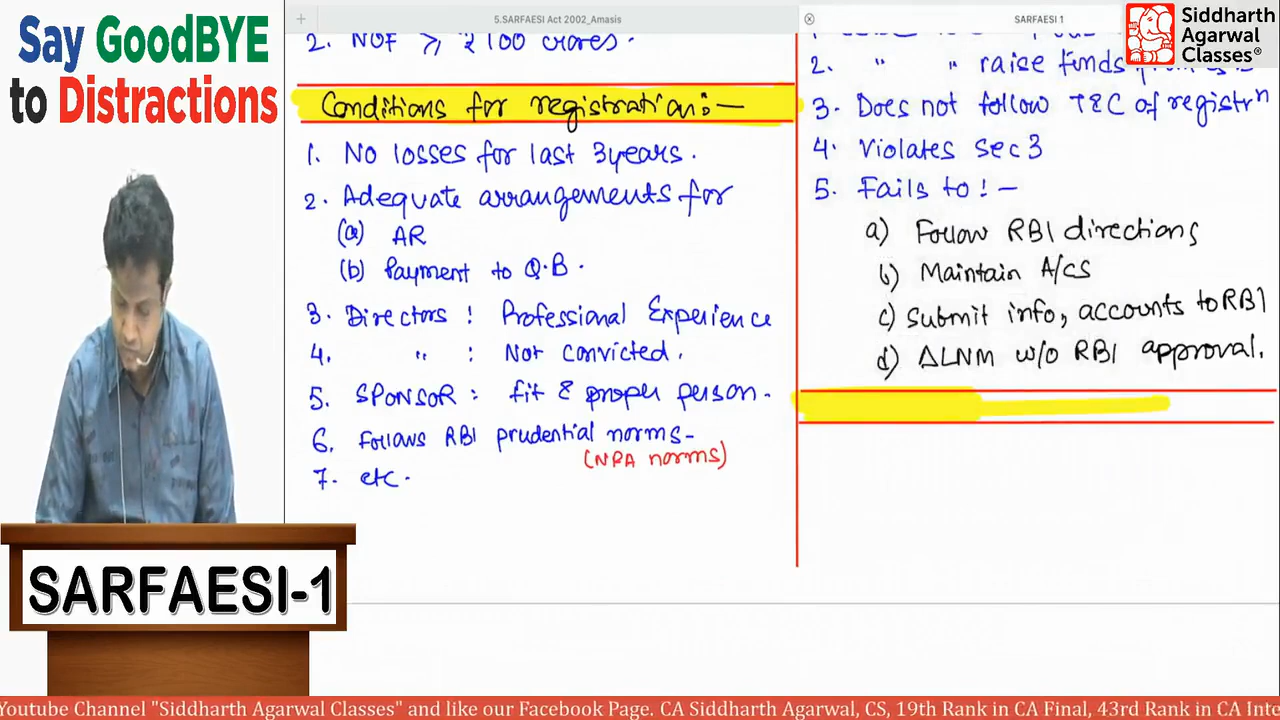 Say GoodBYE
to Distractions
5.SARFAESI Act 2002_Amasis
SARFAESI 1
Siddharth
Agarwal
Classes®
2. NOF ≥ ₹100 crores.
Conditions for registration:—
1. No losses for last 3 years.
2. Adequate arrangements for
(a) AR
(b) Payment to Q.B.
3. Directors : Professional Experience
4. " : Not convicted.
5. SPONSOR : fit & proper person.
6. Follows RBI prudential norms-
(NPA norms)
7. etc.
2. " " raise funds
3. Does not follow T&C of registrn
4. Violates sec 3
5. Fails to :—
a) Follow RBI directions
b) Maintain A/cs
c) Submit info, accounts to RBI
d) ΔLNM w/o RBI approval.
SARFAESI-1
Youtube Channel "Siddharth Agarwal Classes" and like our Facebook Page. CA Siddharth Agarwal, CS, 19th Rank in CA Final, 43rd Rank in CA Inte